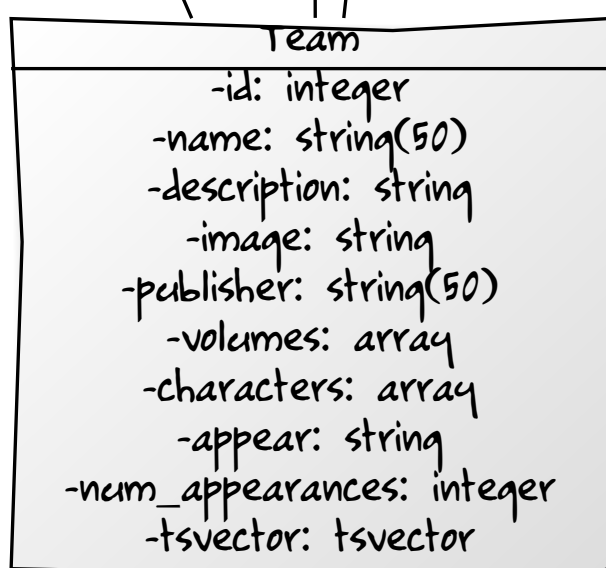 Team
-id: integer
-name: string(50)
-description: string
-image: string
-publisher: string(50)
-volumes: array
-characters: array
-appear: string
-num_appearances: integer
-tsvector: tsvector